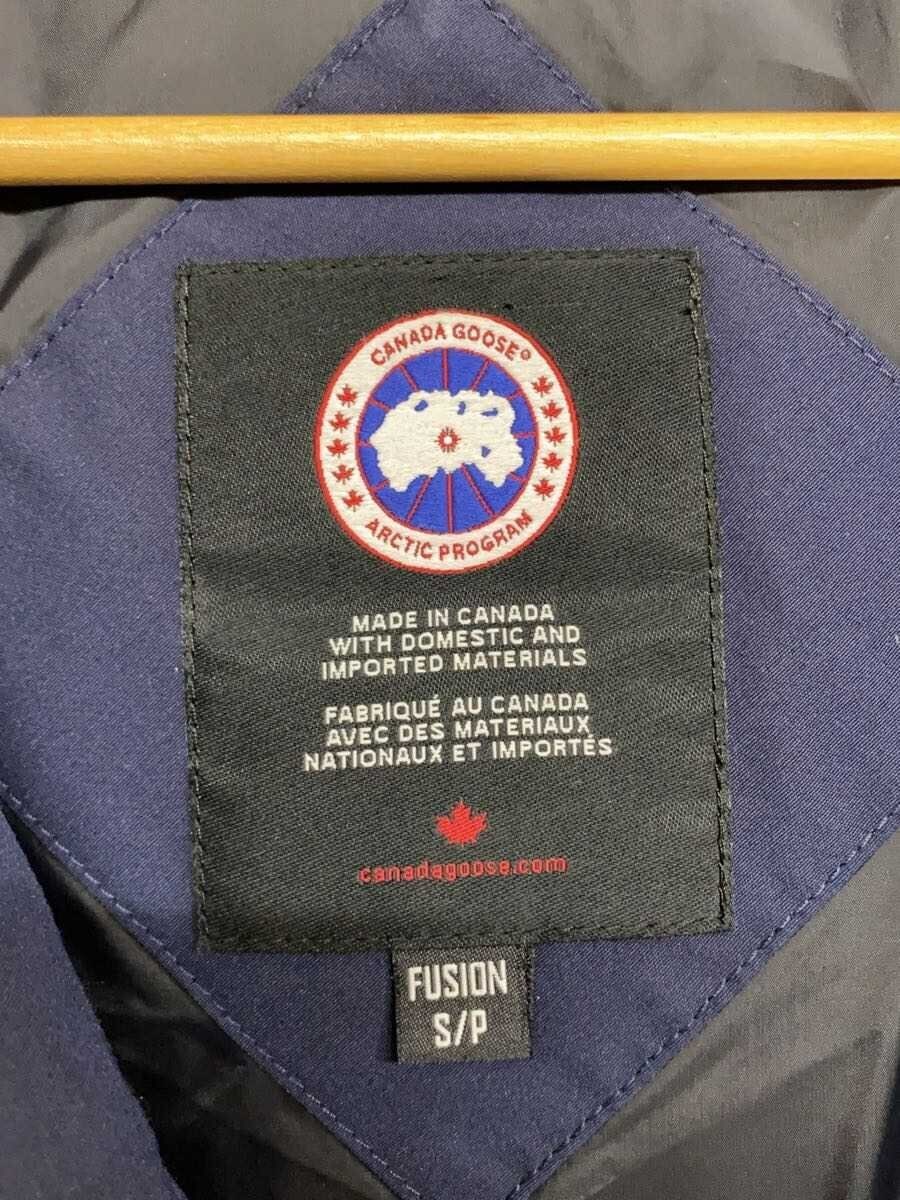 CANADA GOOSE®
ARCTIC PROGRAM
MADE IN CANADA
WITH DOMESTIC AND
IMPORTED MATERIALS
FABRIQUÉ AU CANADA
AVEC DES MATERIAUX
NATIONAUX ET IMPORTÉS
canadagoose.com
FUSION
S/P